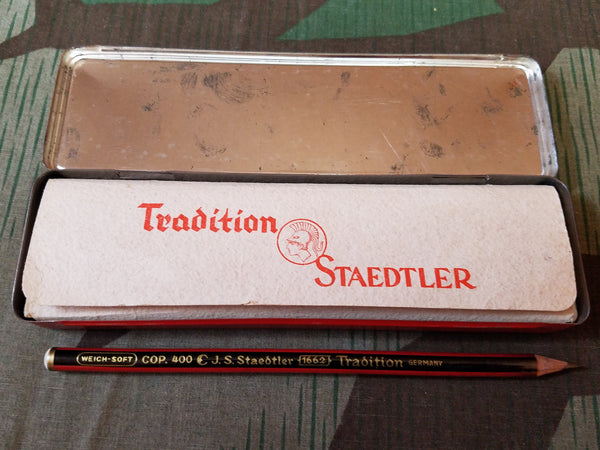 Tradition
STAEDTLER
WEICH-SOFT COP. 400 J. S. Staedtler 1662 Tradition GERMANY